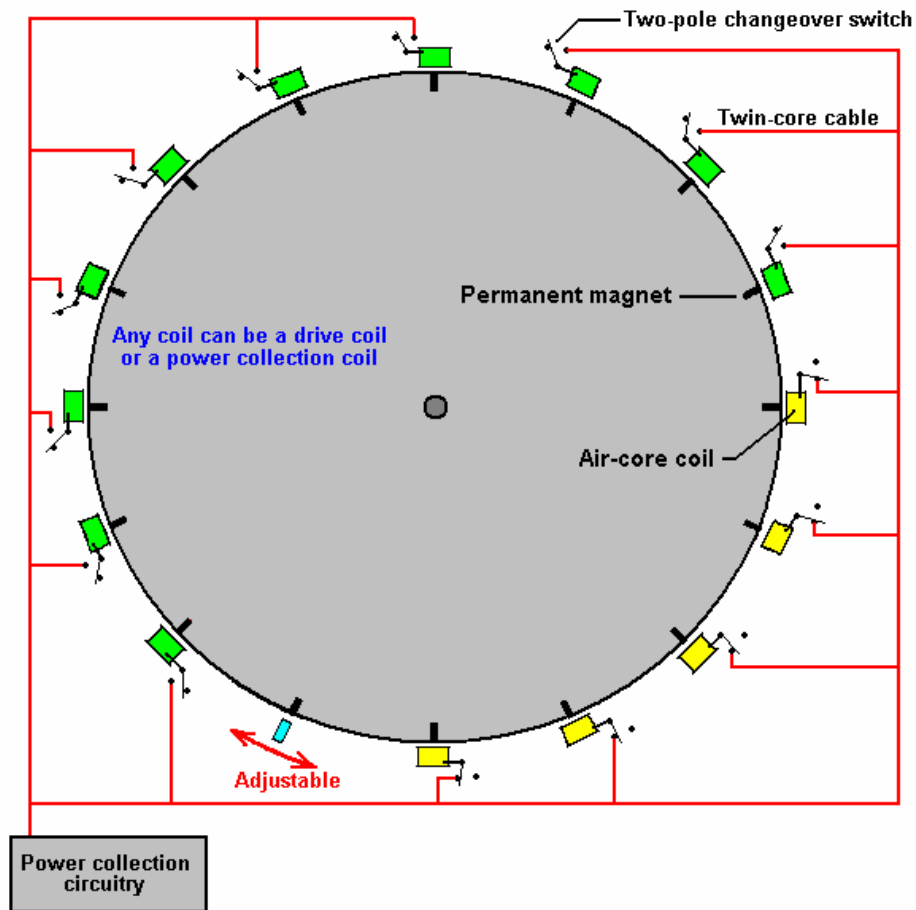 Two-pole changeover switch
Twin-core cable
Permanent magnet
Any coil can be a drive coil
or a power collection coil
Air-core coil
Adjustable
Power collection
circuitry